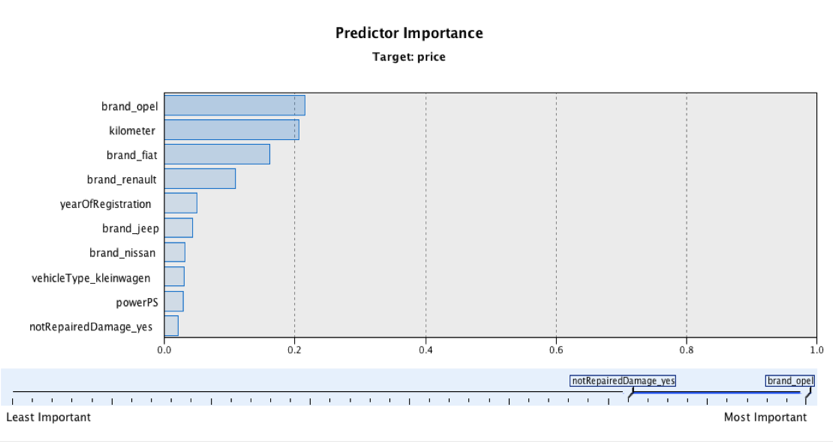 Predictor Importance
Target: price
brand_opel
kilometer
brand_fiat
brand_renault
yearOfRegistration
brand_jeep
brand_nissan
vehicleType_kleinwagen
powerPS
notRepairedDamage_yes
0.0 0.2 0.4 0.6 0.8 1.0
notRepairedDamage_yes brand_opel
Least Important Most Important